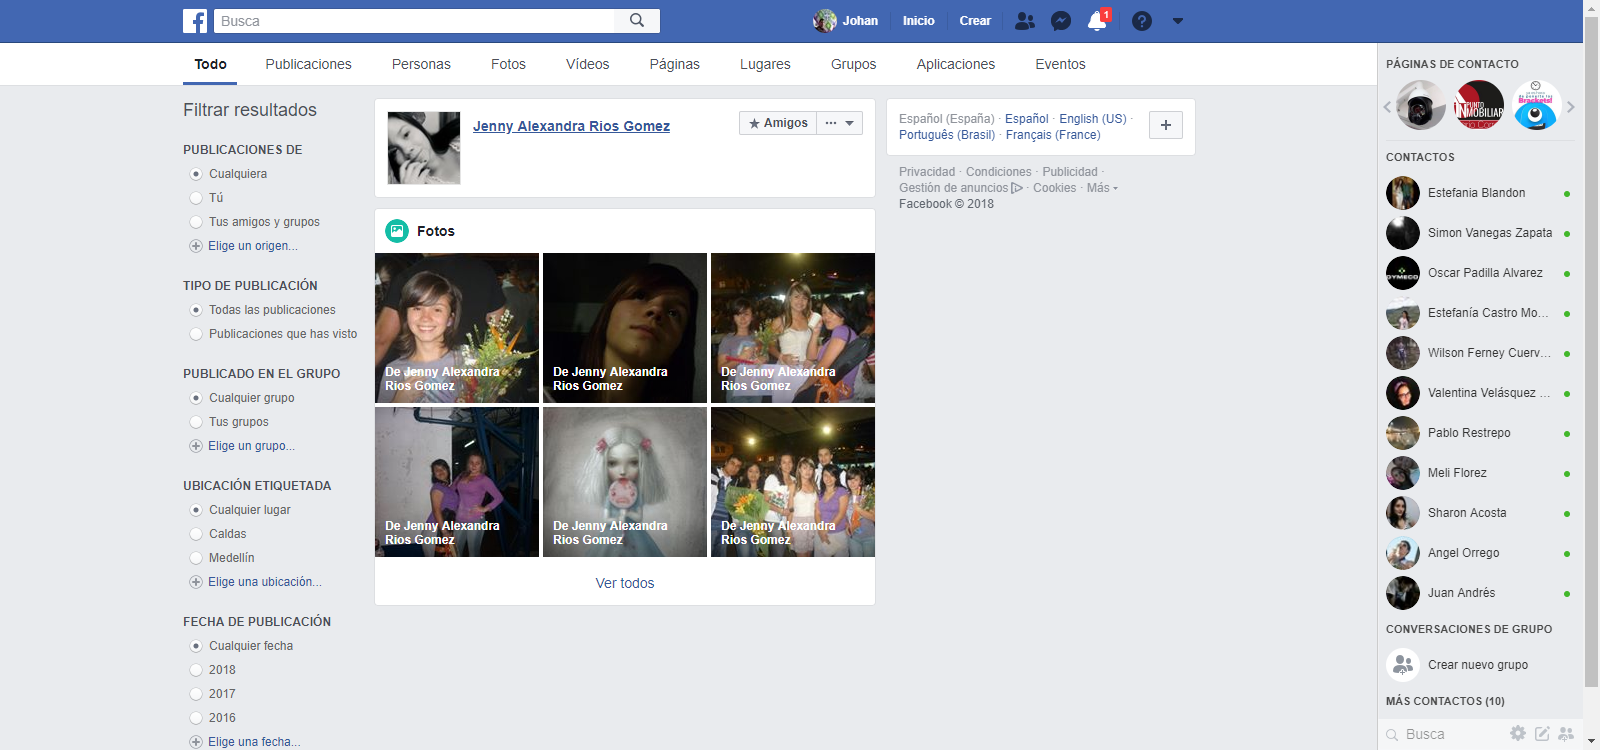 Busca
Johan
Inicio
Crear
1
Todo
Publicaciones
Personas
Fotos
Vídeos
Páginas
Lugares
Grupos
Aplicaciones
Eventos
Filtrar resultados
PUBLICACIONES DE
Cualquiera
Tú
Tus amigos y grupos
Elige un origen...
TIPO DE PUBLICACIÓN
Todas las publicaciones
Publicaciones que has visto
PUBLICADO EN EL GRUPO
Cualquier grupo
Tus grupos
Elige un grupo...
UBICACIÓN ETIQUETADA
Cualquier lugar
Caldas
Medellín
Elige una ubicación...
FECHA DE PUBLICACIÓN
Cualquier fecha
2018
2017
2016
Elige una fecha...
Jenny Alexandra Rios Gomez
Amigos
Fotos
De Jenny Alexandra
Rios Gomez
De Jenny Alexandra
Rios Gomez
De Jenny Alexandra
Rios Gomez
De Jenny Alexandra
Rios Gomez
De Jenny Alexandra
Rios Gomez
De Jenny Alexandra
Rios Gomez
Ver todos
Español (España) · Español · English (US) ·
Português (Brasil) · Français (France)
Privacidad · Condiciones · Publicidad ·
Gestión de anuncios · Cookies · Más
Facebook © 2018
PÁGINAS DE CONTACTO
PUNTO
INMOBILIAR
Brackets!
CONTACTOS
Estefania Blandon
Simon Vanegas Zapata
Oscar Padilla Alvarez
Estefanía Castro Mo...
Wilson Ferney Cuerv...
Valentina Velásquez ...
Pablo Restrepo
Meli Florez
Sharon Acosta
Angel Orrego
Juan Andrés
CONVERSACIONES DE GRUPO
Crear nuevo grupo
MÁS CONTACTOS (10)
Busca